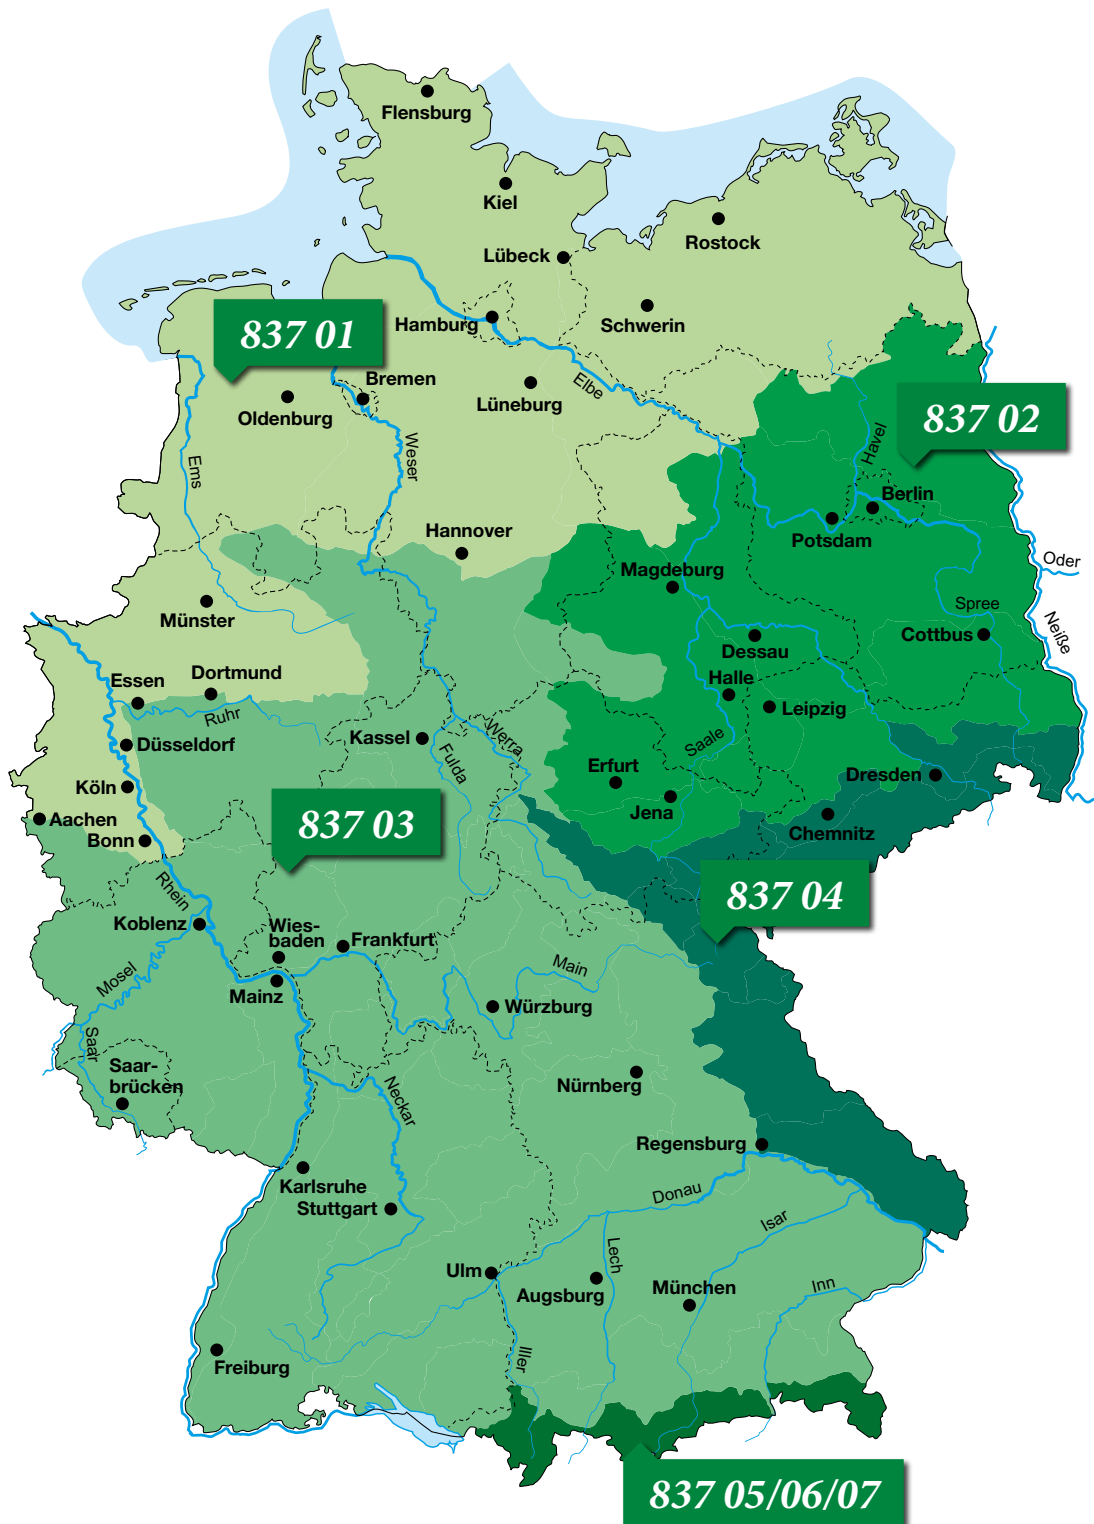 Flensburg
Kiel
Rostock
Lübeck
Schwerin
Hamburg
837 01
Bremen
Elbe
Lüneburg
Oldenburg
837 02
Havel
Weser
Ems
Berlin
Hannover
Potsdam
Oder
Magdeburg
Münster
Spree
Neiße
Cottbus
Dessau
Essen
Dortmund
Halle
Leipzig
Ruhr
Düsseldorf
Kassel
Werra
Saale
Fulda
Erfurt
Dresden
Köln
Jena
Aachen
837 03
Chemnitz
Bonn
Rhein
837 04
Koblenz
Wies-
baden
Frankfurt
Mosel
Main
Mainz
Würzburg
Saar
Saar-
brücken
Nürnberg
Neckar
Regensburg
Karlsruhe
Donau
Stuttgart
Isar
Lech
Ulm
Augsburg
München
Inn
Iller
Freiburg
837 05/06/07